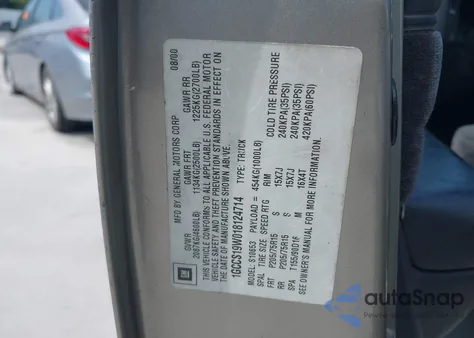 MFD BY GENERAL MOTORS CORP 08/00
GVWR GAWR FRT GAWR RR
2087KG(4600LB) 1134KG(2500LB) 1225KG(2700LB)
THIS VEHICLE CONFORMS TO ALL APPLICABLE U.S. FEDERAL MOTOR
VEHICLE SAFETY AND THEFT PREVENTION STANDARDS IN EFFECT ON
THE DATE OF MANUFACTURE SHOWN ABOVE.
1GCCS19W018124714 TYPE: TRUCK
MODEL: S10653 PAYLOAD = 454KG(1000LB)
TIRE SIZE SPEED RTG RIM COLD TIRE PRESSURE
FRT P205/75R15 S 15X7J 240KPA(35PSI)
RR P205/75R15 S 15X7J 240KPA(35PSI)
SPA T155/80D16 M 16X4T 420KPA(60PSI)
SEE OWNER'S MANUAL FOR MORE INFORMATION.
GM
autoSnap